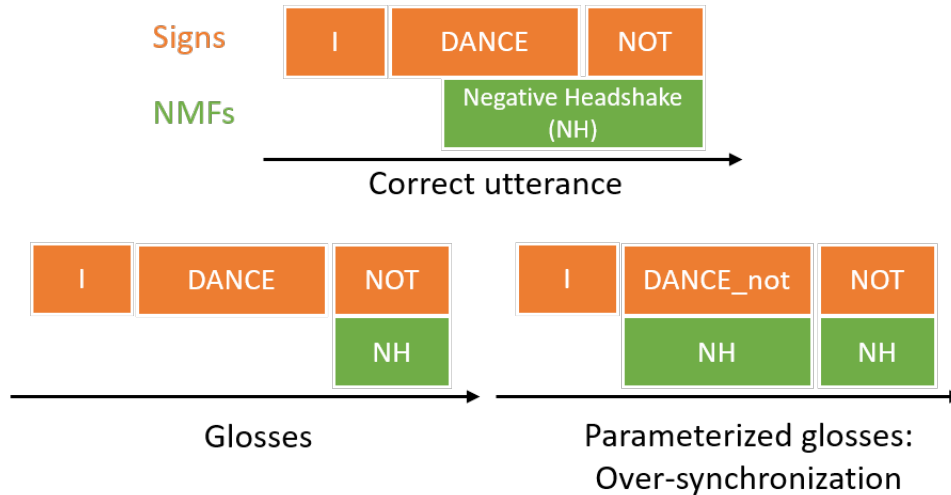 Signs
I
DANCE
NOT
NMFs
Negative Headshake
(NH)
Correct utterance
I
DANCE
NOT
NH
Glosses
I
DANCE_not
NOT
NH
NH
Parameterized glosses:
Over-synchronization